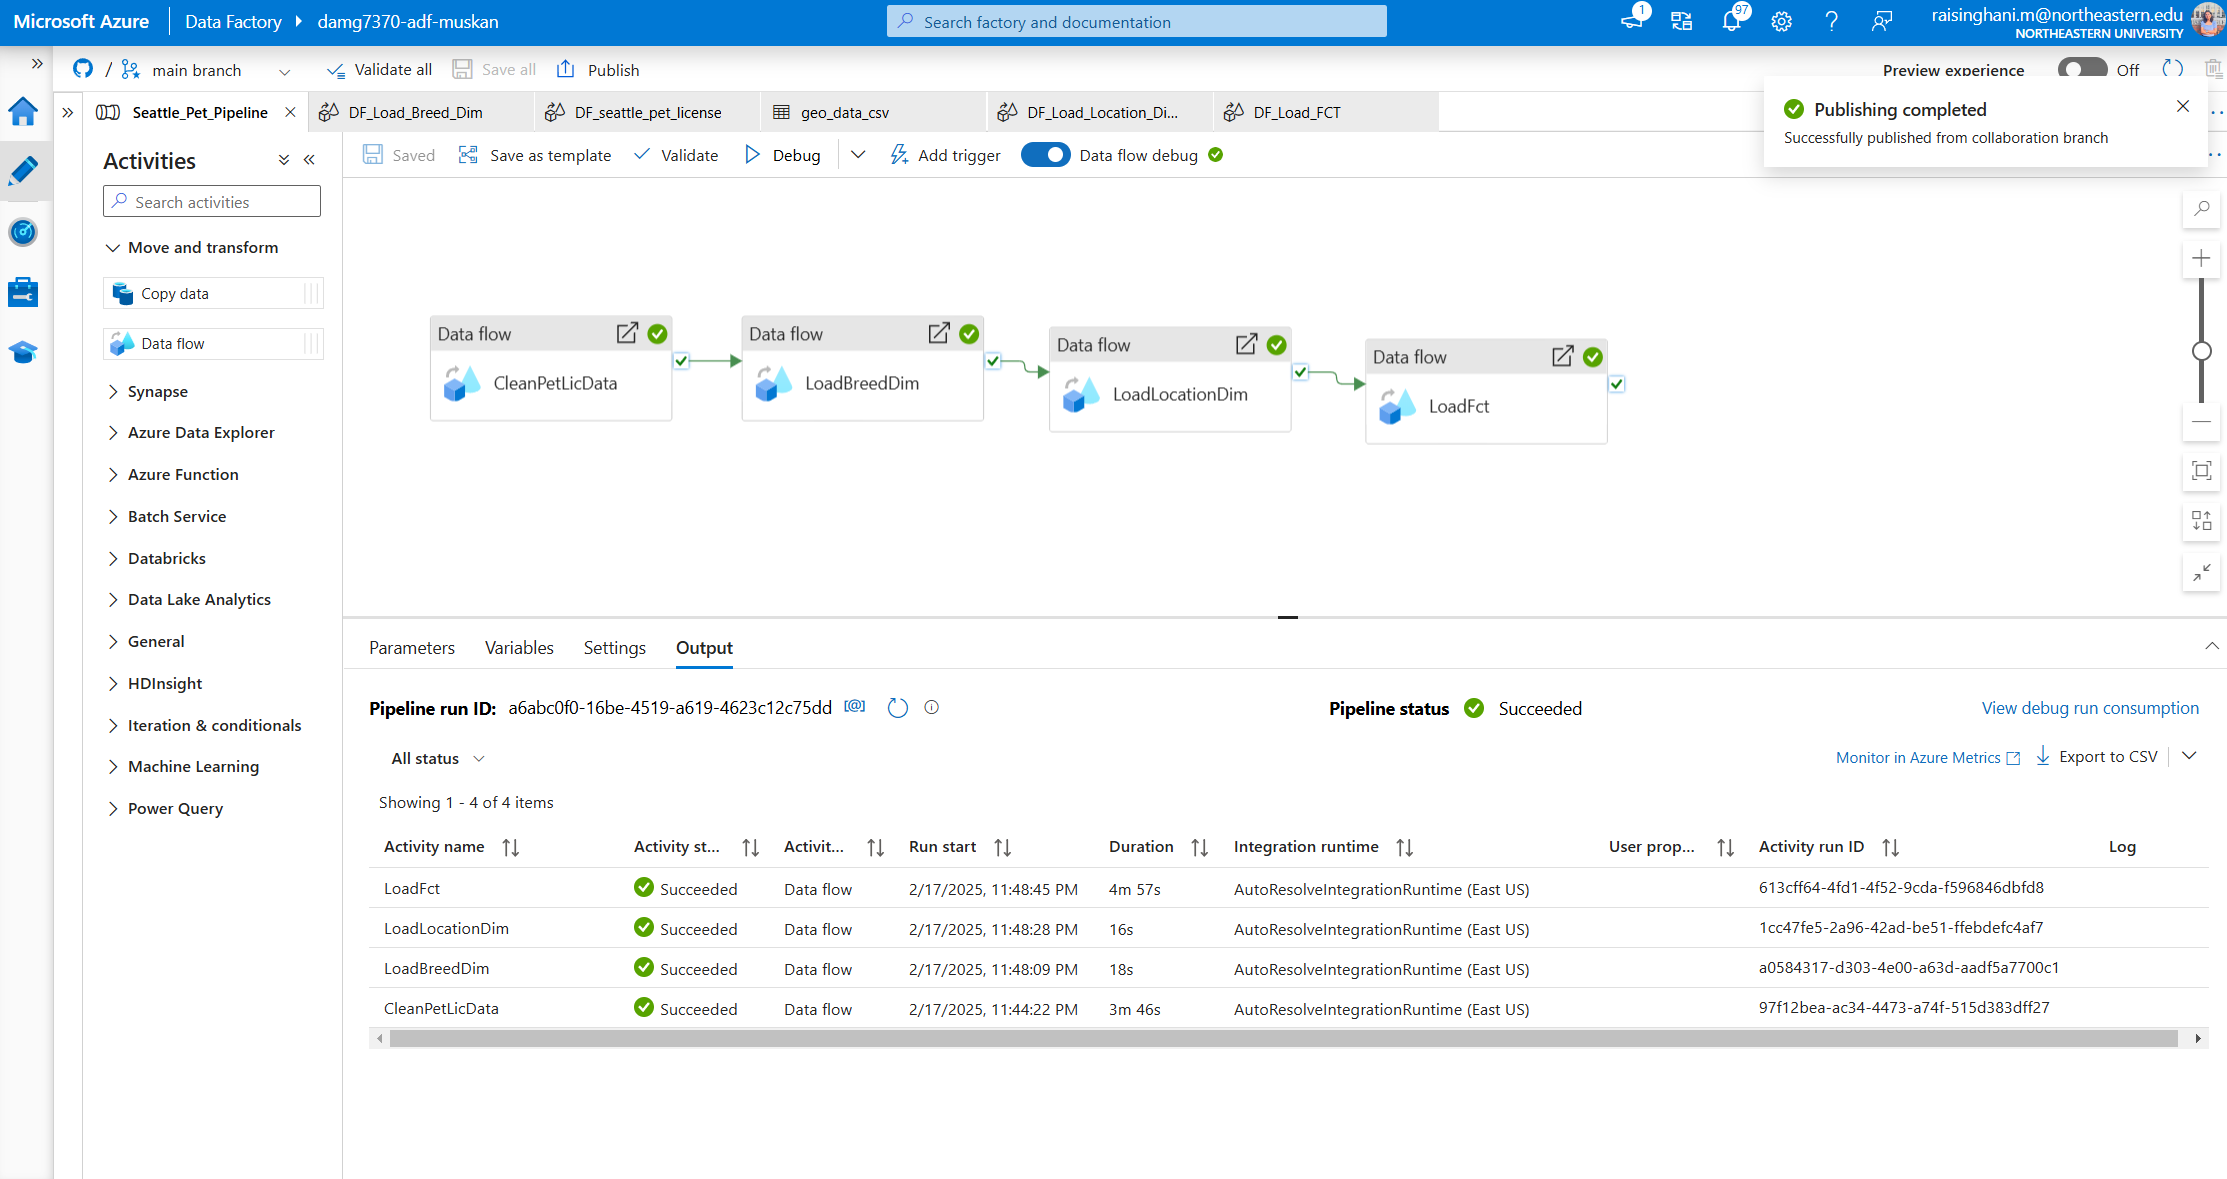 Microsoft Azure
Data Factory
damg7370-adf-muskan
Search factory and documentation
1
97
raisinghani.m@northeastern.edu
NORTHEASTERN UNIVERSITY
/
main branch
Validate all
Save all
Publish
Preview experience
Off
Seattle_Pet_Pipeline
DF_Load_Breed_Dim
DF_seattle_pet_license
geo_data_csv
DF_Load_Location_Di...
DF_Load_FCT
Publishing completed
Successfully published from collaboration branch
Activities
Search activities
Move and transform
Copy data
Data flow
Synapse
Azure Data Explorer
Azure Function
Batch Service
Databricks
Data Lake Analytics
General
HDInsight
Iteration & conditionals
Machine Learning
Power Query
Saved
Save as template
Validate
Debug
Add trigger
Data flow debug
Data flow
CleanPetLicData
Data flow
LoadBreedDim
Data flow
LoadLocationDim
Data flow
LoadFct
Parameters
Variables
Settings
Output
Pipeline run ID: a6abc0f0-16be-4519-a619-4623c12c75dd
Pipeline status Succeeded
View debug run consumption
All status
Monitor in Azure Metrics
Export to CSV
Showing 1 - 4 of 4 items
Activity name Activity st... Activit... Run start Duration Integration runtime User prop... Activity run ID Log
LoadFct Succeeded Data flow 2/17/2025, 11:48:45 PM 4m 57s AutoResolveIntegrationRuntime (East US) 613cff64-4fd1-4f52-9cda-f596846dbfd8
LoadLocationDim Succeeded Data flow 2/17/2025, 11:48:28 PM 16s AutoResolveIntegrationRuntime (East US) 1cc47fe5-2a96-42ad-be51-ffebdefc4af7
LoadBreedDim Succeeded Data flow 2/17/2025, 11:48:09 PM 18s AutoResolveIntegrationRuntime (East US) a0584317-d303-4e00-a63d-aadf5a7700c1
CleanPetLicData Succeeded Data flow 2/17/2025, 11:44:22 PM 3m 46s AutoResolveIntegrationRuntime (East US) 97f12bea-ac34-4473-a74f-515d383dff27